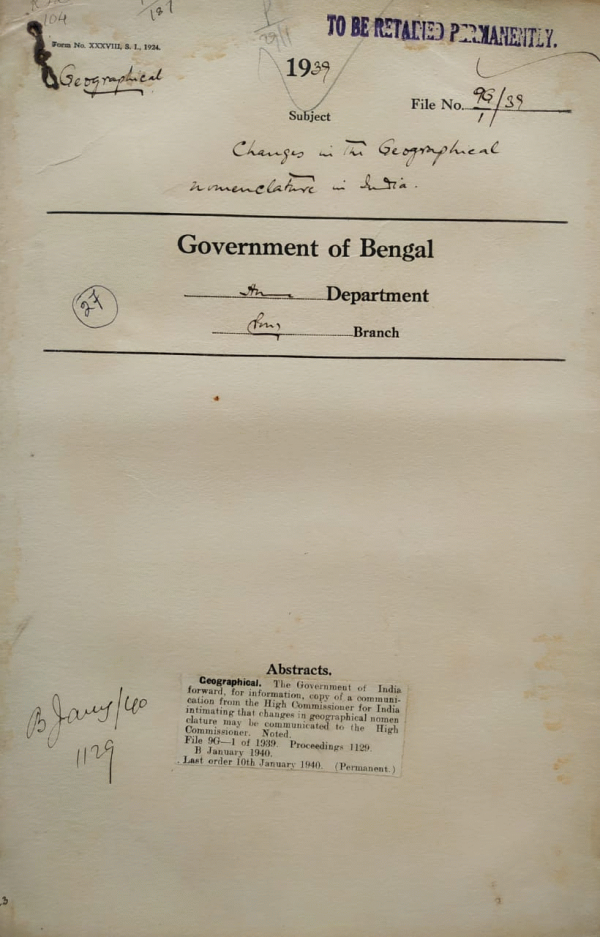 104
187
TO BE RETAINED PERMANENTLY.
Form No. XXXVIII, S. I., 1924.
Geographical
1939
File No. 9G/1/39
Subject
Changes in the Geographical
nomenclature in India.
Government of Bengal
Department
27
Branch
Abstracts.
Geographical. The Government of India
forward, for information, copy of a communi-
cation from the High Commissioner for India
intimating that changes in geographical nomen
clature may be communicated to the High
Commissioner. Noted.
File 9G—1 of 1939. Proceedings 1129
B January 1940.
Last order 10th January 1940. (Permanent.)
B Jany/40
1129